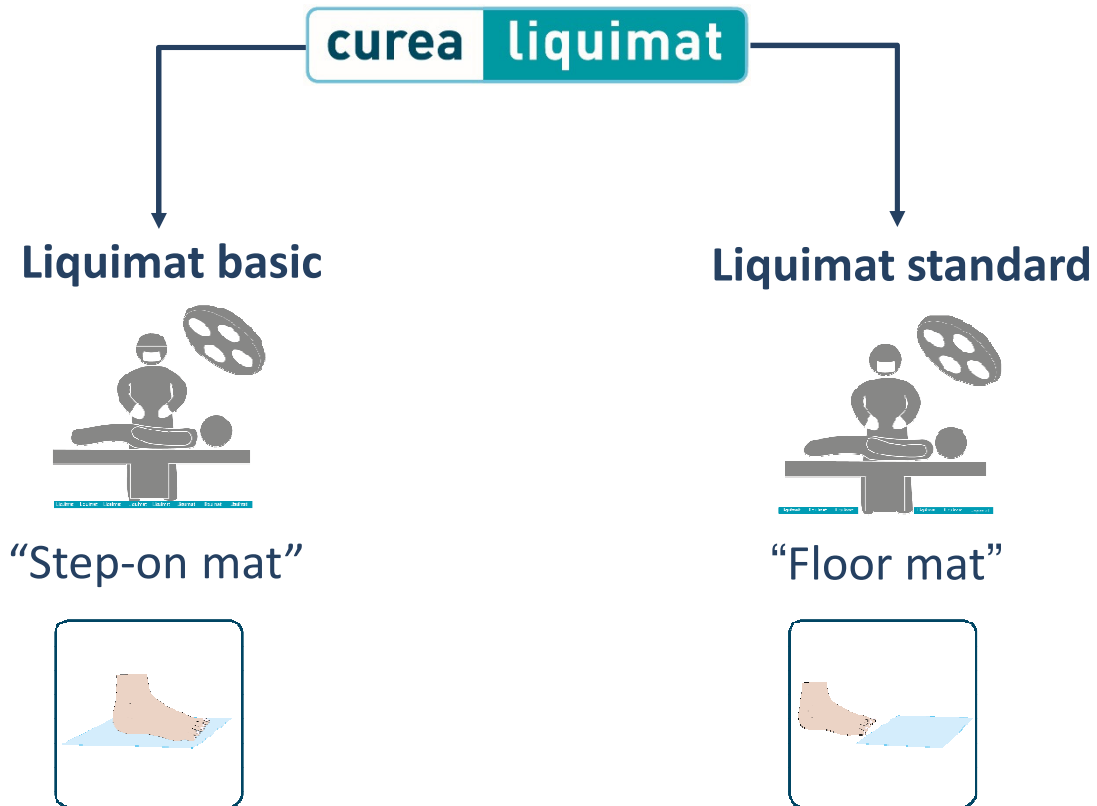 curea liquimat
Liquimat basic
Liquimat standard
“Step-on mat”
“Floor mat”